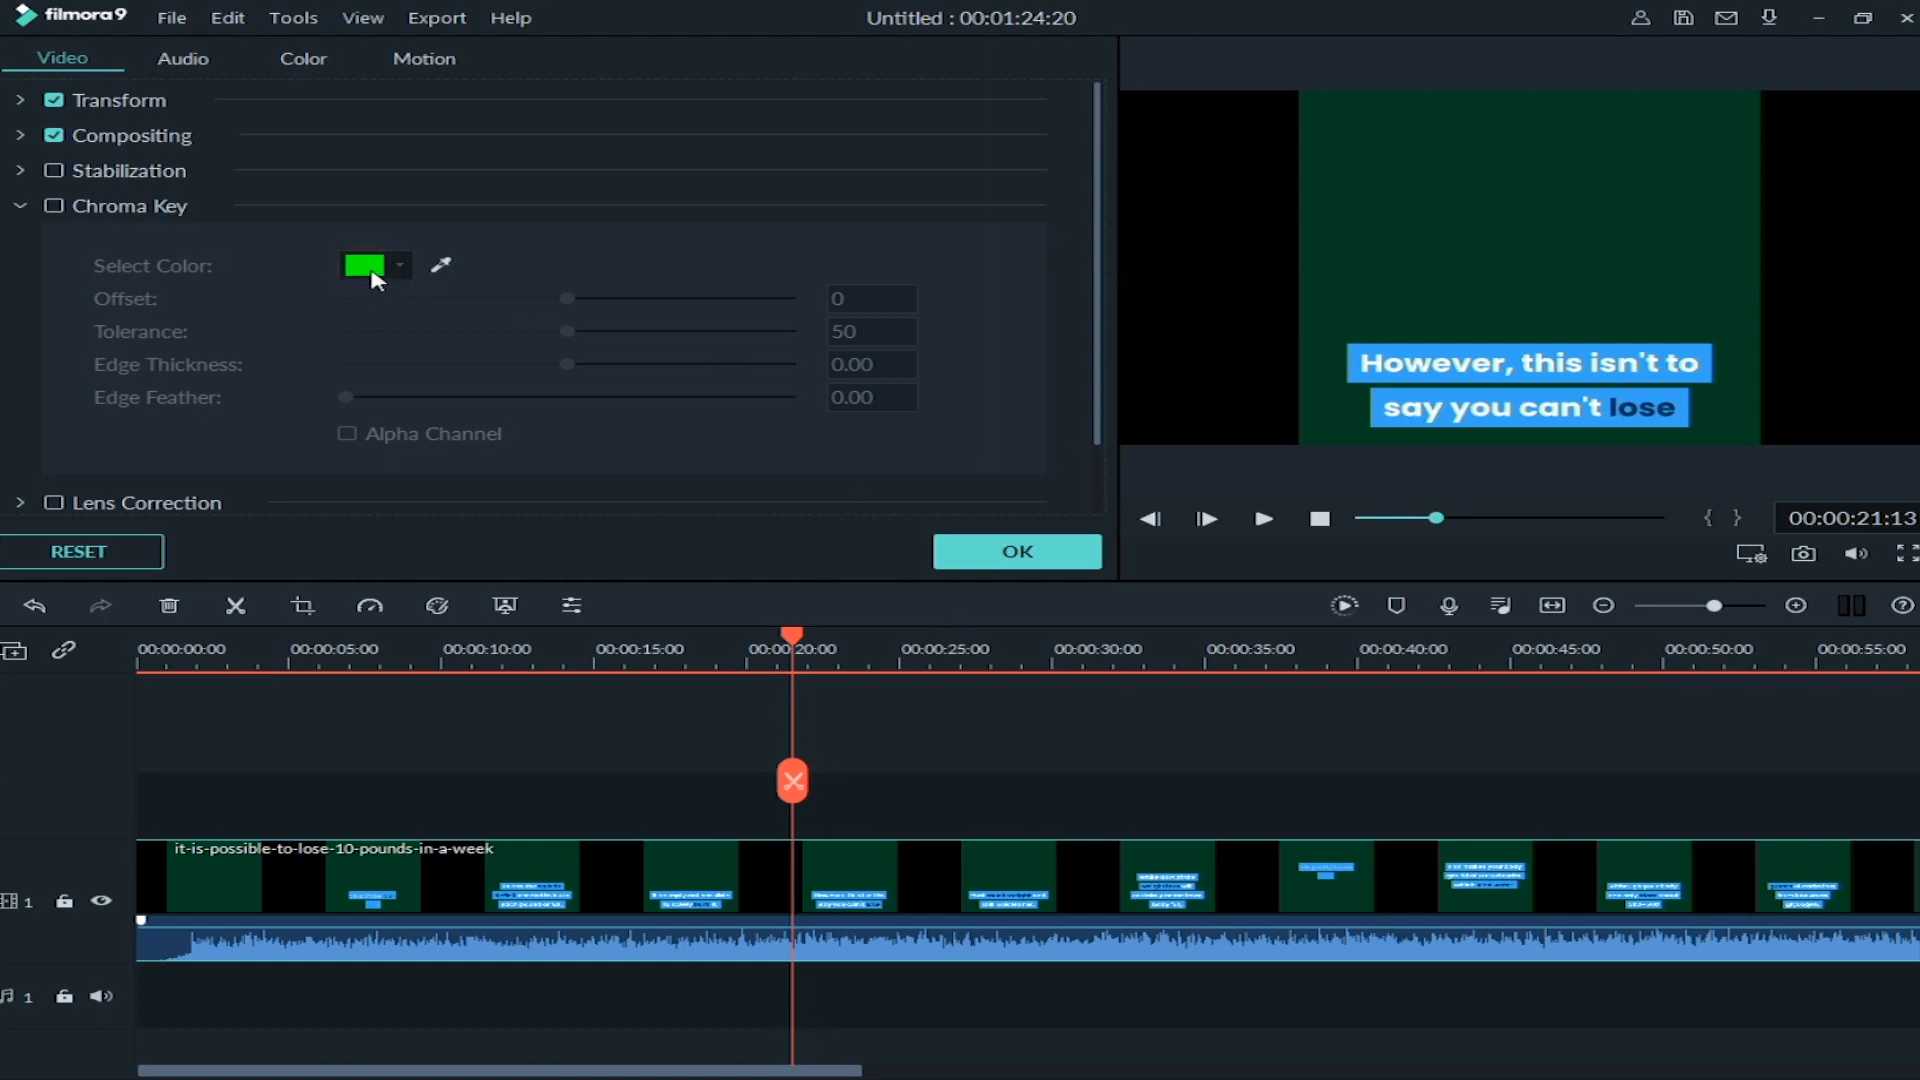 filmora9
File Edit Tools View Export Help
Untitled : 00:01:24:20
Video Audio Color Motion
Transform
Compositing
Stabilization
Chroma Key
Select Color:
Offset: 0
Tolerance: 50
Edge Thickness: 0.00
Edge Feather: 0.00
Alpha Channel
Lens Correction
RESET OK
However, this isn't to
say you can't lose
{ } 00:00:21:13
00:00:00:00 00:00:05:00 00:00:10:00 00:00:15:00 00:00:20:00 00:00:25:00 00:00:30:00 00:00:35:00 00:00:40:00 00:00:45:00 00:00:50:00 00:00:55:00
it-is-possible-to-lose-10-pounds-in-a-week
1
1